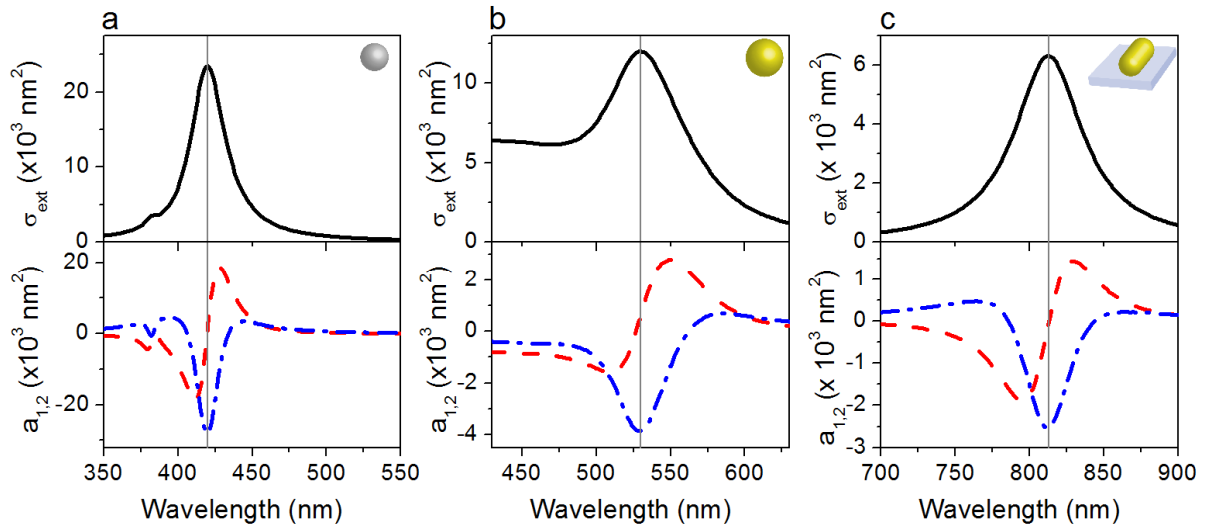 a
b
c
σext (x10³ nm²)
20
10
0
σext (x10³ nm²)
10
5
0
σext (x 10³ nm²)
6
4
2
0
a1,2 (x10³ nm²)
20
0
-20
a1,2 (x10³ nm²)
2
0
-2
-4
a1,2 (x 10³ nm²)
2
1
0
-1
-2
-3
350 400 450 500 550
450 500 550 600
700 750 800 850 900
Wavelength (nm)
Wavelength (nm)
Wavelength (nm)